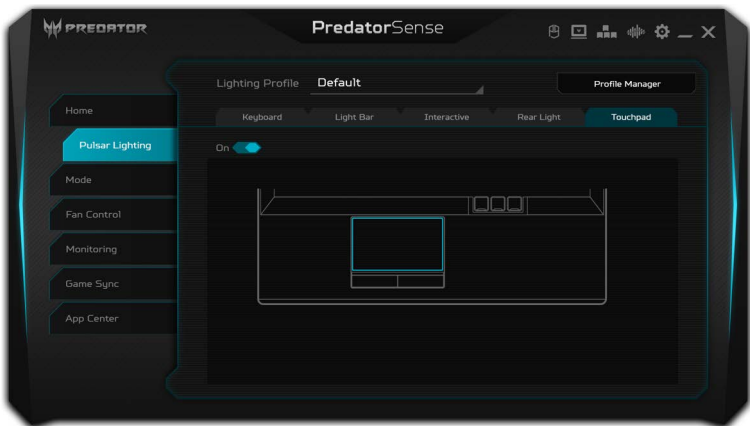 PREDATOR
PredatorSense
Lighting Profile Default
Profile Manager
Keyboard Light Bar Interactive Rear Light Touchpad
On
Home
Pulsar Lighting
Mode
Fan Control
Monitoring
Game Sync
App Center